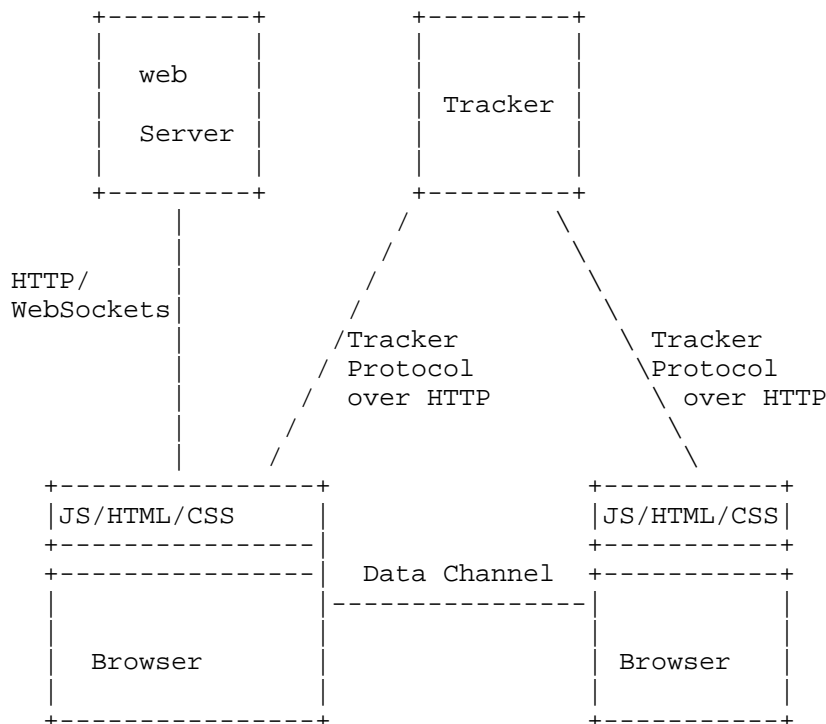 web
Server
Tracker
HTTP/
WebSockets
Tracker
Protocol
over HTTP
Tracker
Protocol
over HTTP
JS/HTML/CSS
JS/HTML/CSS
Data Channel
Browser
Browser